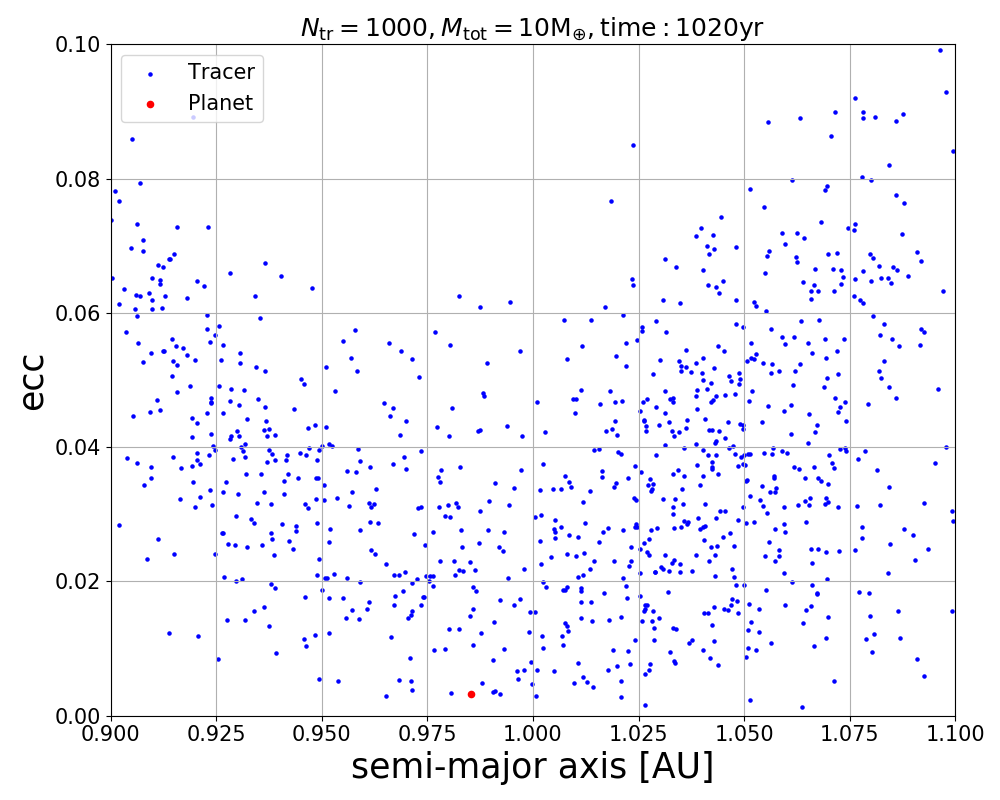 N_tr = 1000, M_tot = 10M_⊕, time : 1020yr
Tracer
Planet
ecc
0.10
0.08
0.06
0.04
0.02
0.00
0.900 0.925 0.950 0.975 1.000 1.025 1.050 1.075 1.100
semi-major axis [AU]